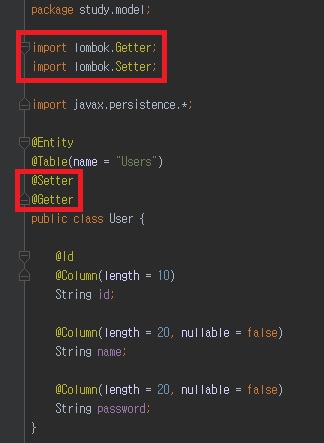 package study.model;
import lombok.Getter;
import lombok.Setter;
import javax.persistence.*;
@Entity
@Table(name = "Users")
@Setter
@Getter
public class User {
@Id
@Column(length = 10)
String id;
@Column(length = 20, nullable = false)
String name;
@Column(length = 20, nullable = false)
String password;
}